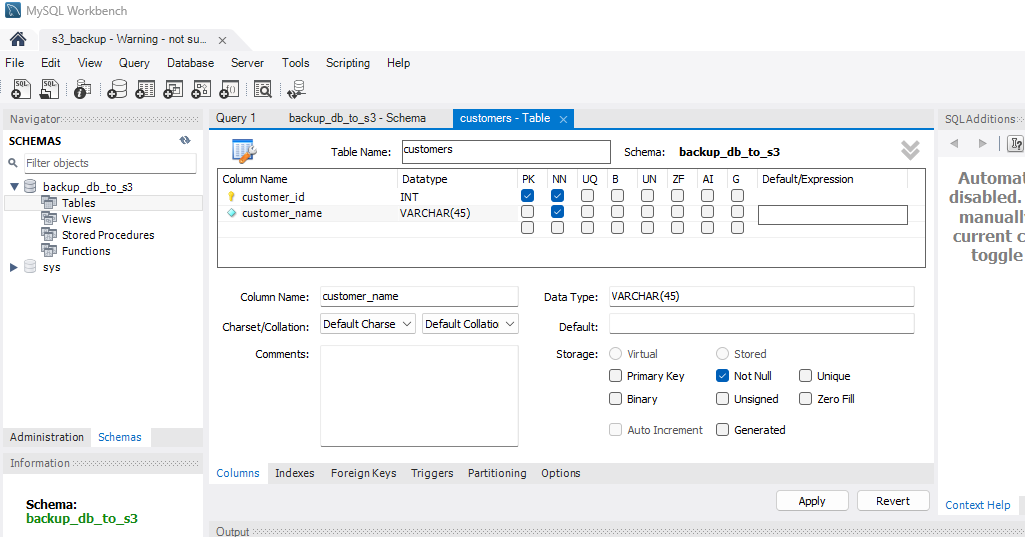 MySQL Workbench
s3_backup - Warning - not su...
File Edit View Query Database Server Tools Scripting Help
Navigator
SCHEMAS
Filter objects
backup_db_to_s3
Tables
Views
Stored Procedures
Functions
sys
Administration Schemas
Information
Schema:
backup_db_to_s3
Query 1 backup_db_to_s3 - Schema customers - Table
Table Name: customers Schema: backup_db_to_s3
Column Name Datatype PK NN UQ B UN ZF AI G Default/Expression
customer_id INT
customer_name VARCHAR(45)
Column Name: customer_name Data Type: VARCHAR(45)
Charset/Collation: Default Charse Default Collatio Default:
Comments: Storage: Virtual Stored
Primary Key Not Null Unique
Binary Unsigned Zero Fill
Auto Increment Generated
Columns Indexes Foreign Keys Triggers Partitioning Options
Apply Revert
Output
SQLAdditions
Automat
disabled.
manually
current c
toggle
Context Help